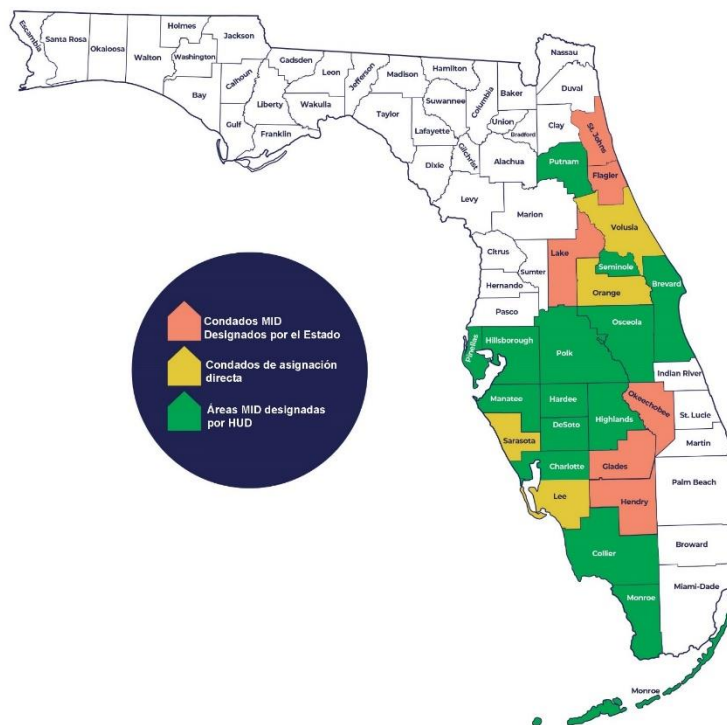 Escambia
Santa Rosa
Okaloosa
Walton
Holmes
Washington
Jackson
Bay
Calhoun
Gulf
Gadsden
Liberty
Franklin
Leon
Wakulla
Jefferson
Madison
Taylor
Hamilton
Suwannee
Lafayette
Dixie
Columbia
Gilchrist
Baker
Union
Bradford
Alachua
Levy
Nassau
Duval
Clay
St. Johns
Putnam
Flagler
Marion
Volusia
Citrus
Lake
Sumter
Seminole
Hernando
Orange
Brevard
Pasco
Osceola
Pinellas
Hillsborough
Polk
Indian River
Manatee
Hardee
Highlands
Okeechobee
St. Lucie
Sarasota
DeSoto
Martin
Charlotte
Glades
Palm Beach
Lee
Hendry
Collier
Broward
Monroe
Miami-Dade
Monroe
Condados MID
Designados por el Estado
Condados de asignación
directa
Áreas MID designadas
por HUD